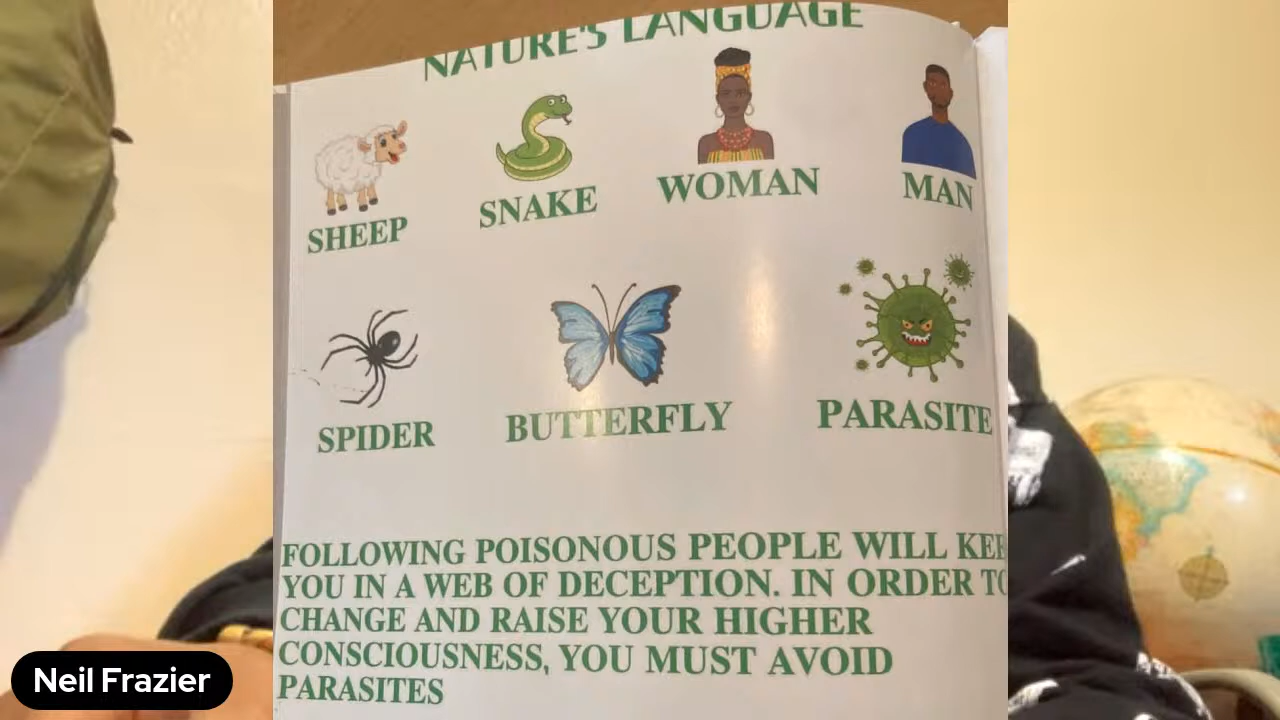 NATURE'S LANGUAGE
SHEEP
SNAKE
WOMAN
MAN
SPIDER
BUTTERFLY
PARASITE
FOLLOWING POISONOUS PEOPLE WILL
YOU IN A WEB OF DECEPTION. IN ORDER TO
CHANGE AND RAISE YOUR HIGHER
CONSCIOUSNESS, YOU MUST AVOID
PARASITES
Neil Frazier